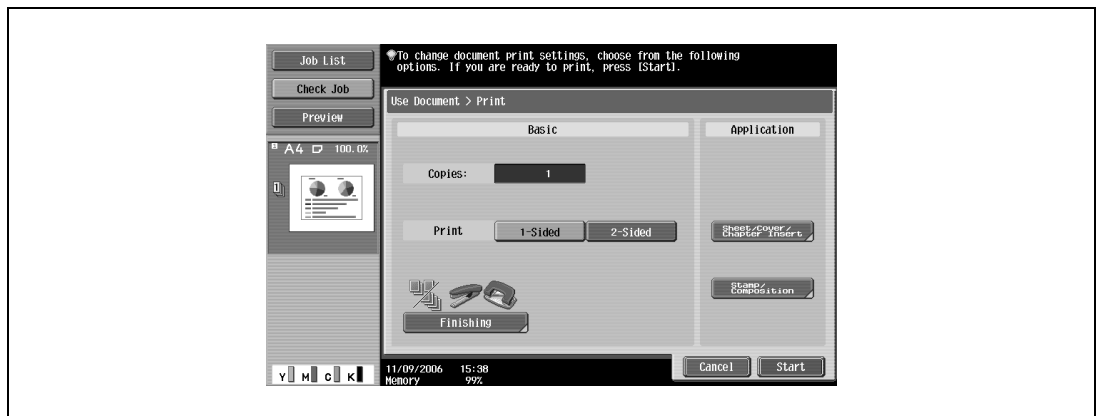 Job List
Check Job
Preview
A4 100.0%
1
To change document print settings, choose from the following
options. If you are ready to print, press [Start].
Use Document > Print
Basic
Application
Copies:
1
Print
1-Sided
2-Sided
Sheet/Cover/
Chapter Insert
Stamp/
Composition
Finishing
Y M C K
11/09/2006 15:38
Memory 99%
Cancel
Start